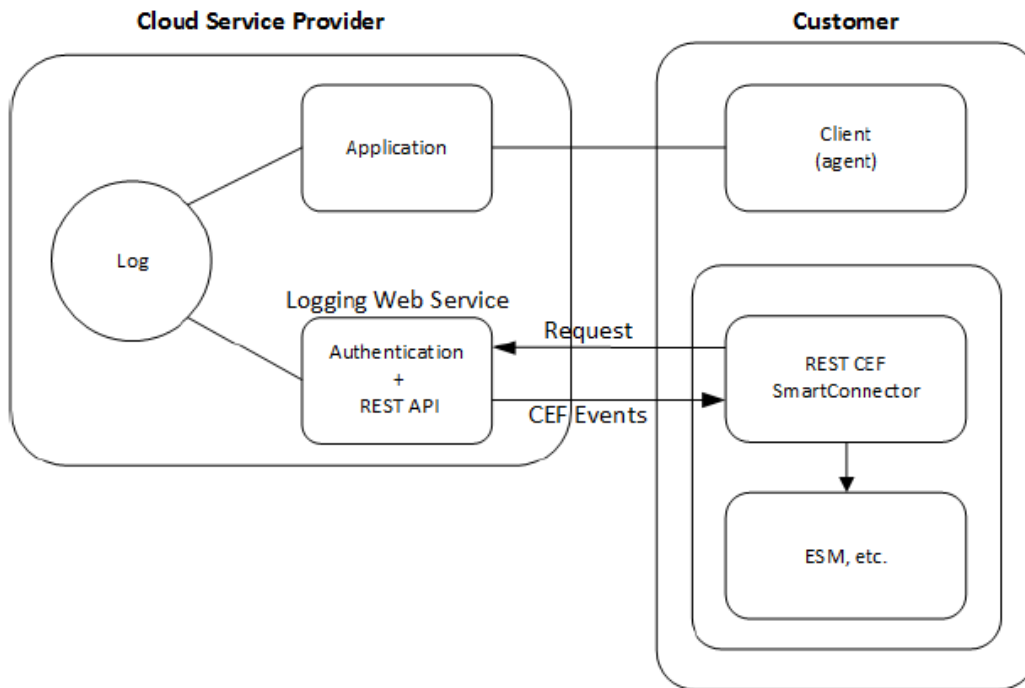 Cloud Service Provider
Customer
Application
Client
(agent)
Log
Logging Web Service
Authentication
+
REST API
Request
CEF Events
REST CEF
SmartConnector
ESM, etc.